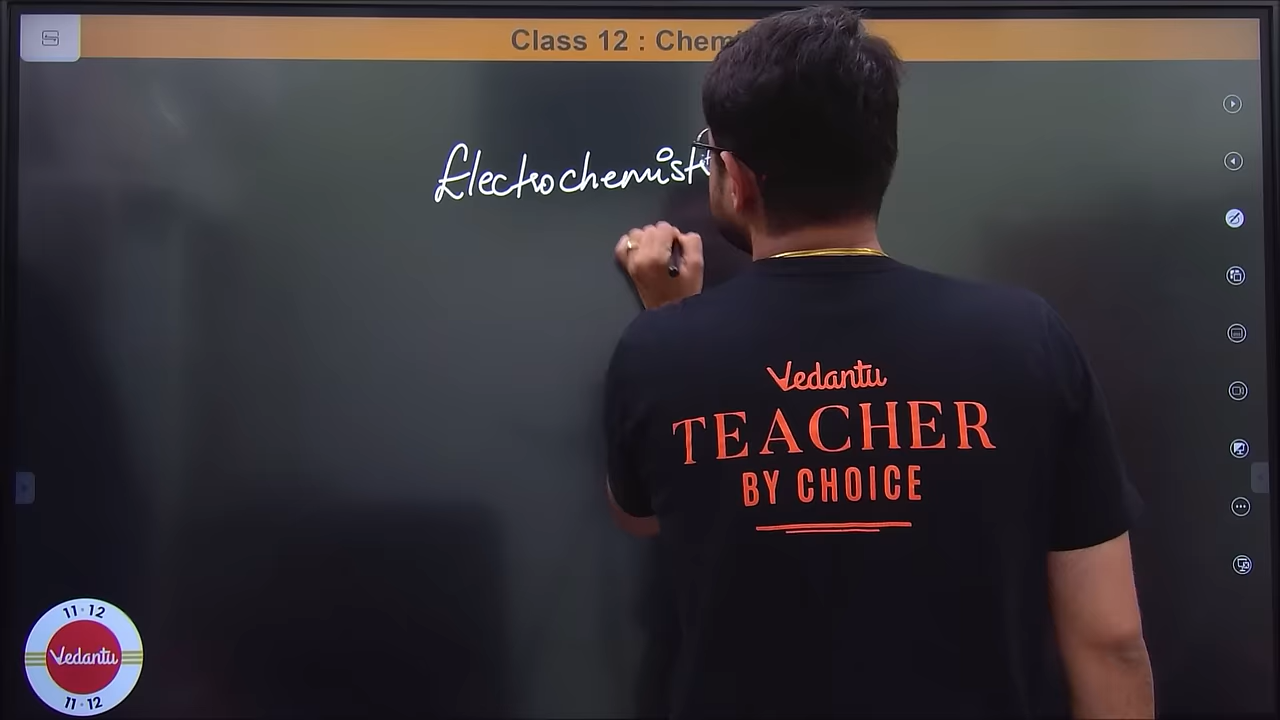 Class 12 : Chem
Electrochemist
Vedantu
TEACHER
BY CHOICE
11 12
Vedantu
11 12